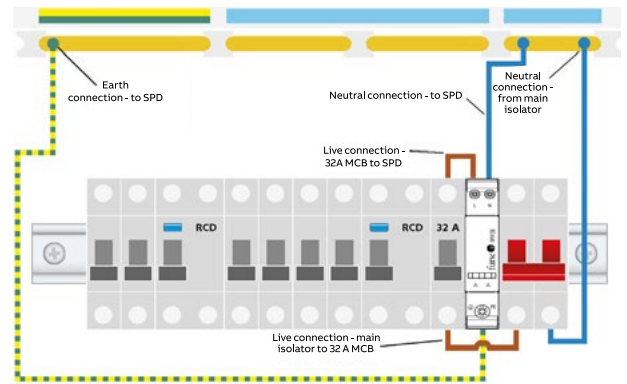 Earth
connection - to SPD
Neutral connection - to SPD
Neutral
connection -
from main
isolator
Live connection -
32A MCB to SPD
RCD
RCD
32 A
L
N
Live connection - main
isolator to 32 A MCB